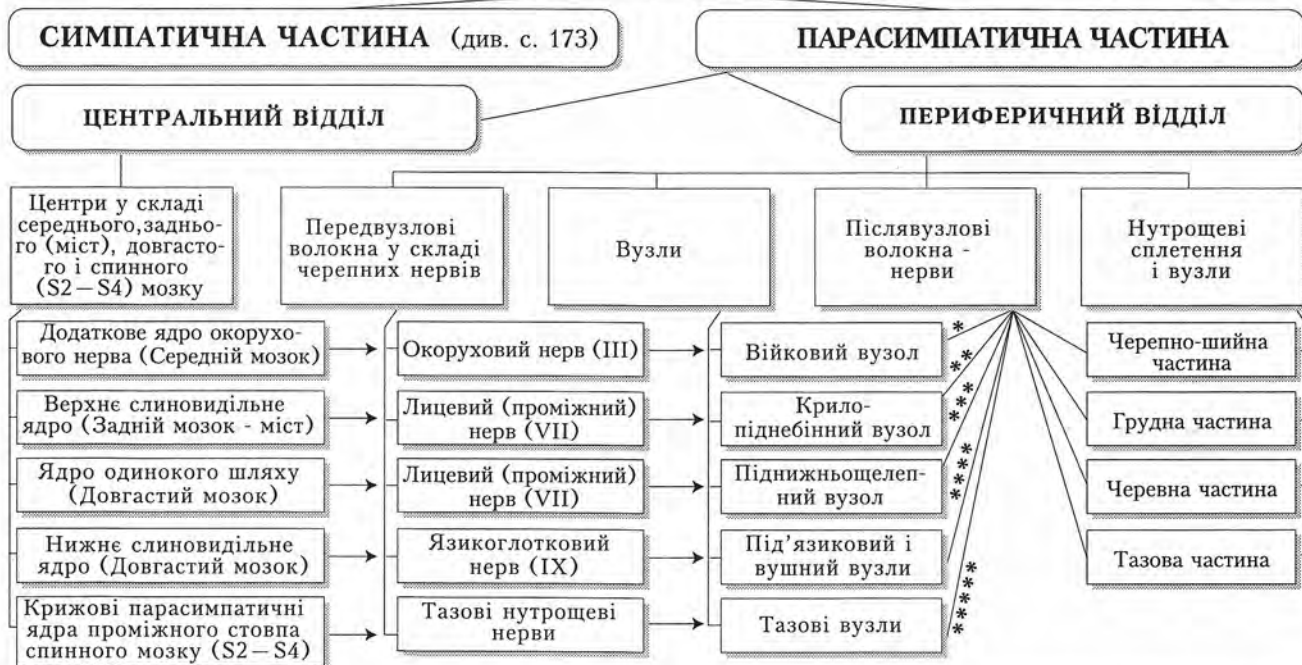 СИМПАТИЧНА ЧАСТИНА (див. с. 173)
ПАРАСИМПАТИЧНА ЧАСТИНА
ЦЕНТРАЛЬНИЙ ВІДДІЛ
ПЕРИФЕРИЧНИЙ ВІДДІЛ
Центри у складі
середнього,задньо-
го (міст), довгасто-
го і спинного
(S2—S4) мозку
Передвузлові
волокна у складі
черепних нервів
Вузли
Післявузлові
волокна -
нерви
Нутрощеві
сплетення
і вузли
Додаткове ядро окорухо-
вого нерва (Середній мозок)
Окоруховий нерв (III)
Війковий вузол
*
Черепно-шийна
частина
Верхнє слиновидільне
ядро (Задній мозок - міст)
Лицевий (проміжний)
нерв (VII)
Крило-
піднебінний вузол
**
Грудна частина
Ядро одинокого шляху
(Довгастий мозок)
Лицевий (проміжний)
нерв (VII)
Піднижньощелеп-
ний вузол
***
Черевна частина
Нижнє слиновидільне
ядро (Довгастий мозок)
Язикоглотковий
нерв (IX)
Під'язиковий і
вушний вузли
****
Тазова частина
Крижові парасимпатичні
ядра проміжного стовпа
спинного мозку (S2—S4)
Тазові нутрощеві
нерви
Тазові вузли
*****